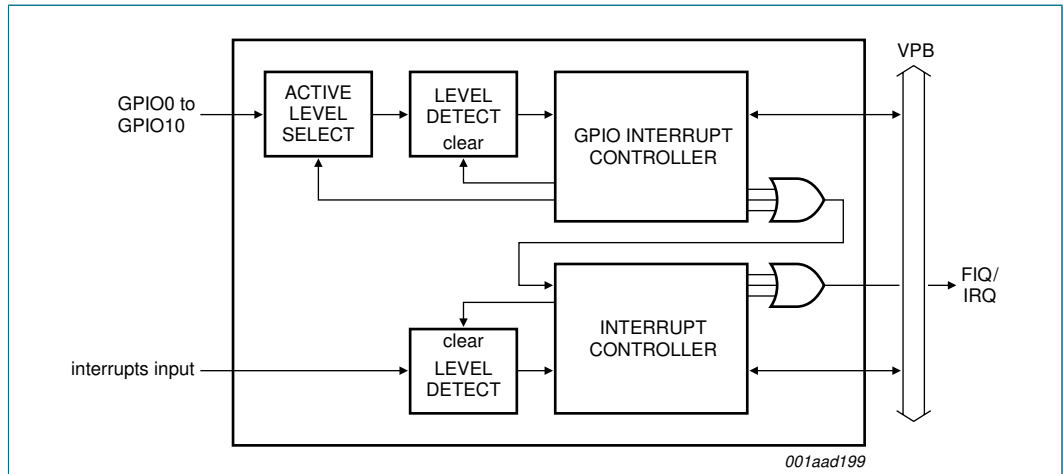 VPB
GPIO0 to
GPIO10
ACTIVE
LEVEL
SELECT
LEVEL
DETECT
clear
GPIO INTERRUPT
CONTROLLER
FIQ/
IRQ
interrupts input
clear
LEVEL
DETECT
INTERRUPT
CONTROLLER
001aad199